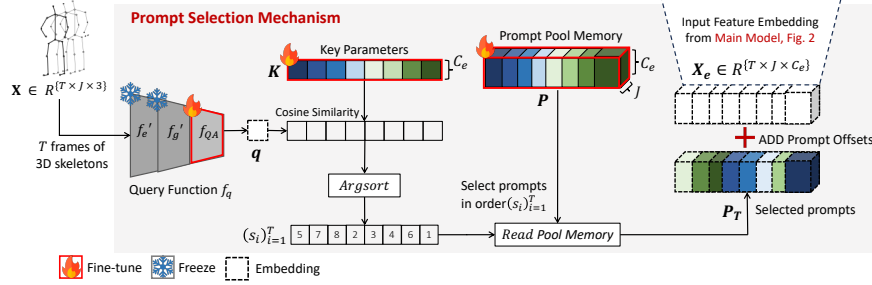 Prompt Selection Mechanism
X ∈ R^{T × J × 3}
T frames of
3D skeletons
f_e'
f_g'
f_QA
Query Function f_q
q
Key Parameters
K
C_e
Cosine Similarity
Argsort
(s_i)_{i=1}^T
5 7 8 2 3 4 6 1
Prompt Pool Memory
C_e
J
P
Select prompts
in order (s_i)_{i=1}^T
Read Pool Memory
Input Feature Embedding
from Main Model, Fig. 2
X_e ∈ R^{T × J × C_e}
ADD Prompt Offsets
P_T
Selected prompts
Fine-tune
Freeze
Embedding